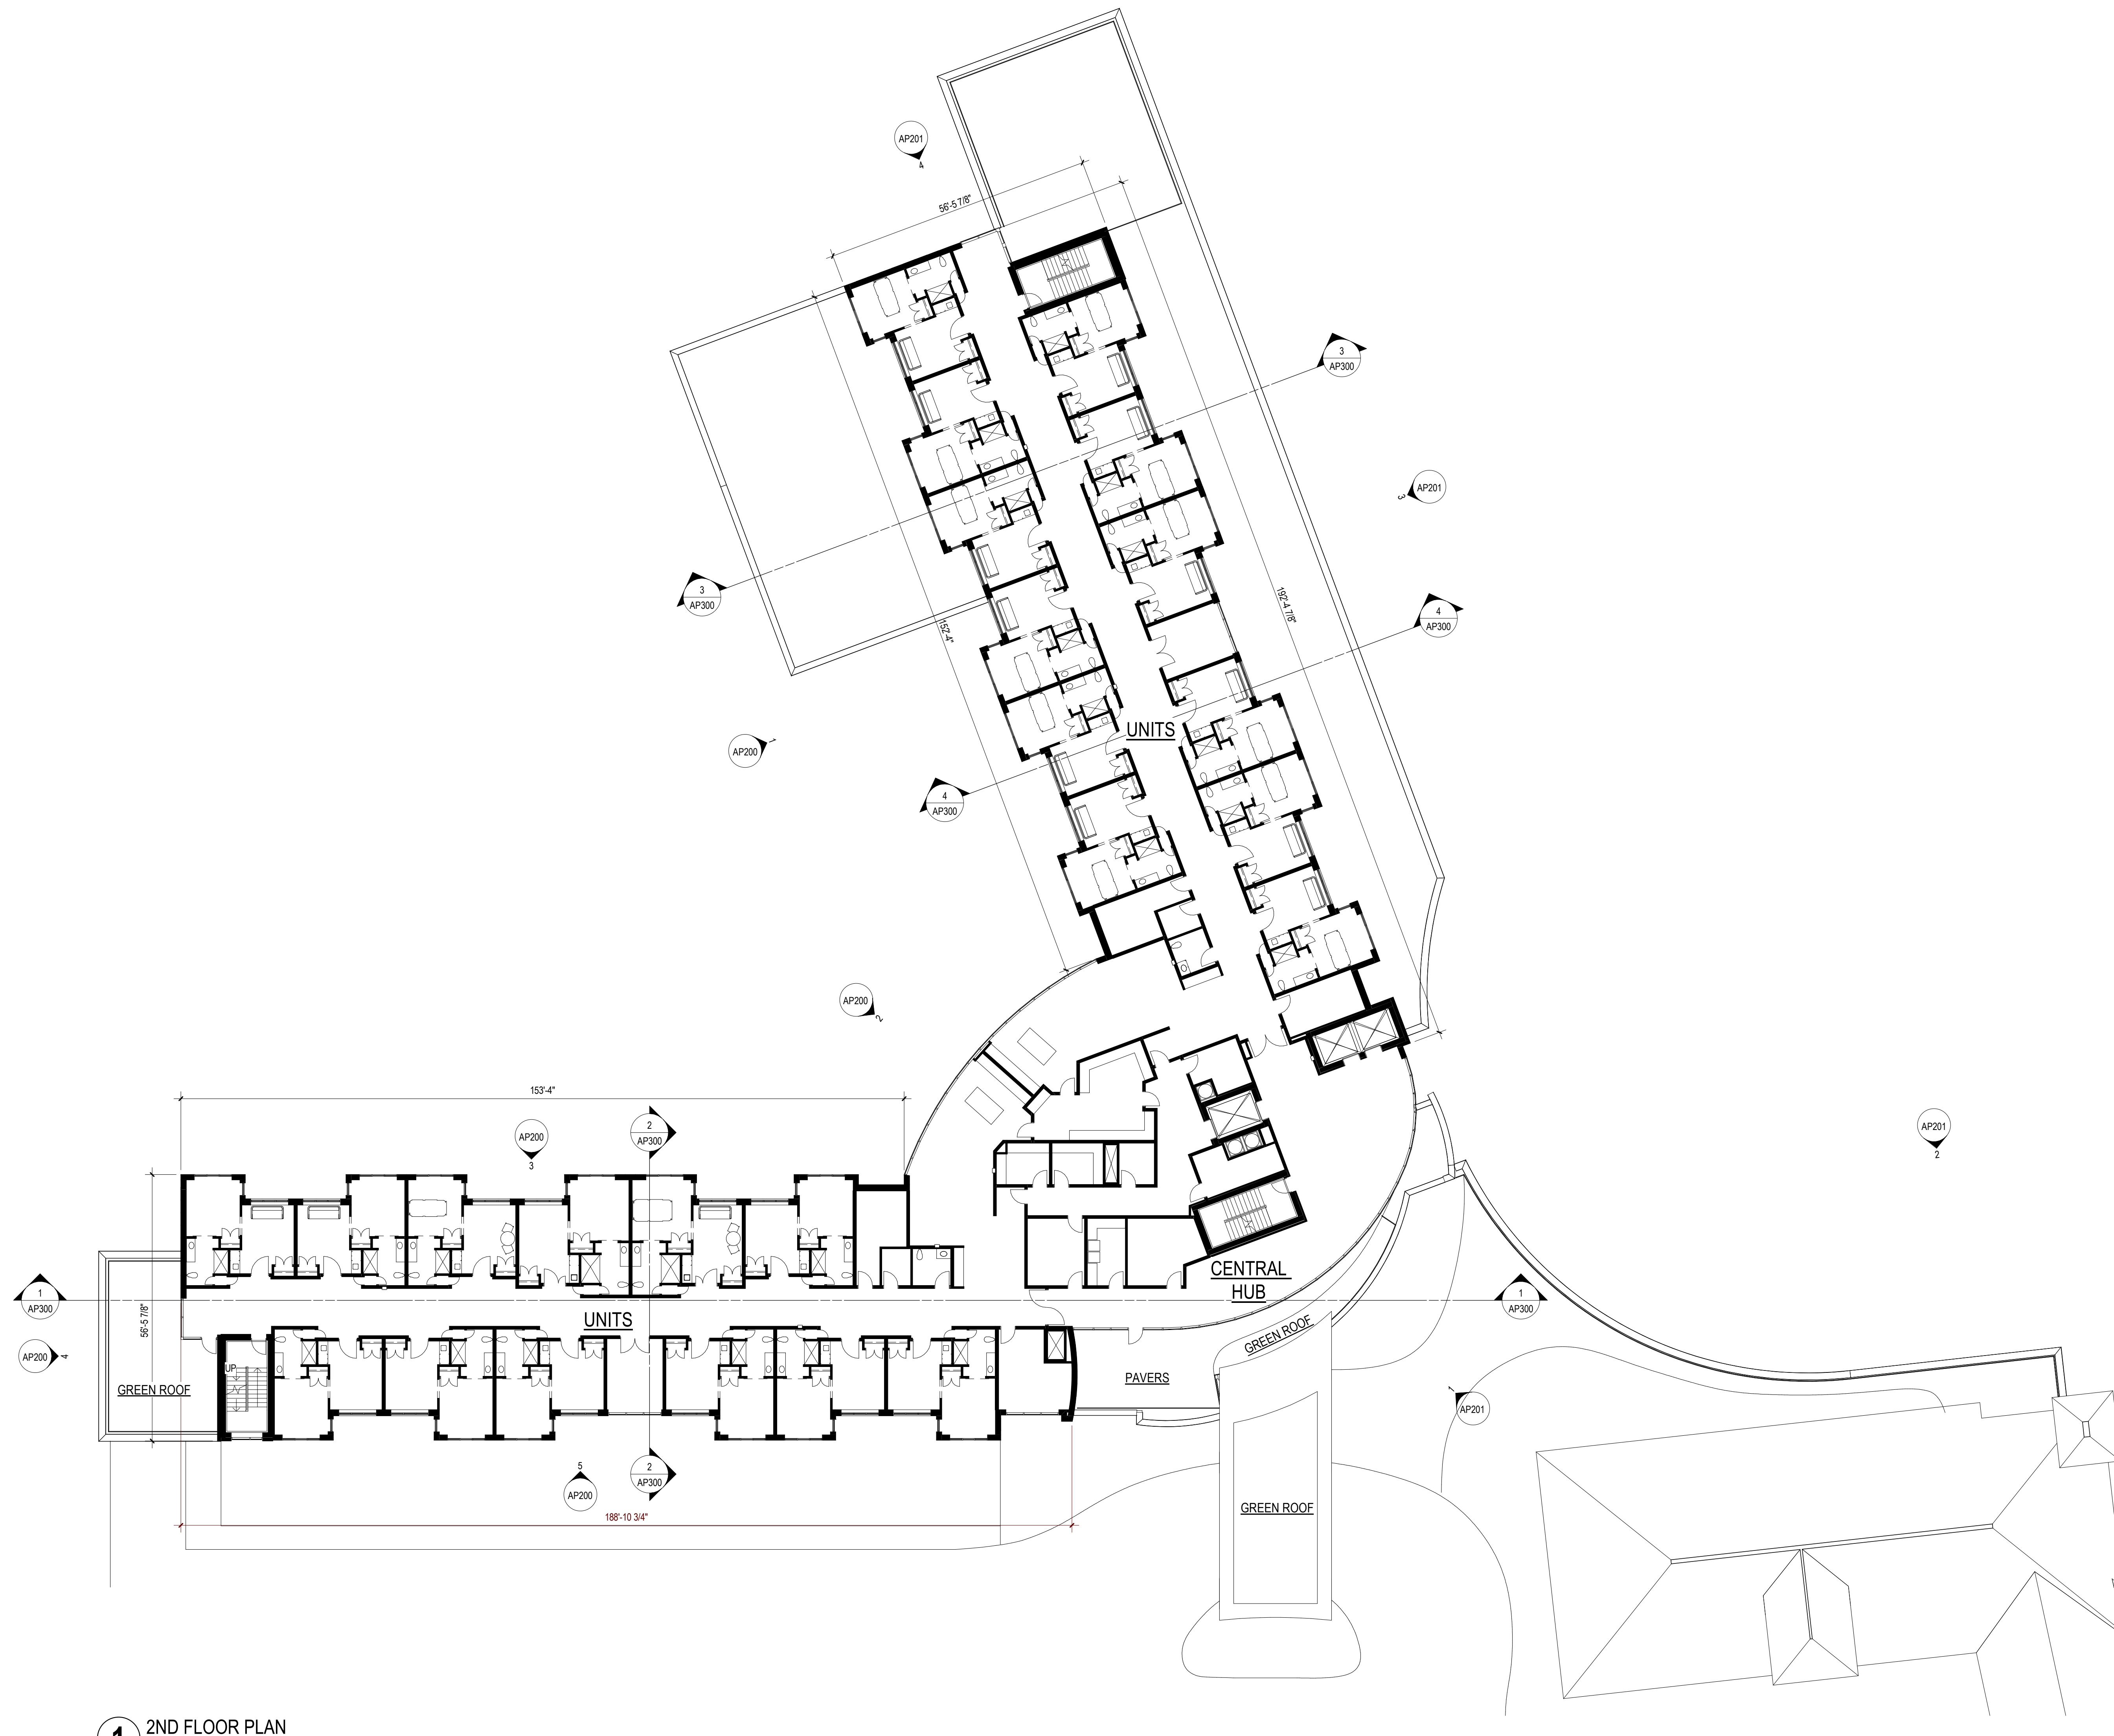 AP201
4
56'-5 7/8"
3
AP300
AP201
3
3
AP300
192'-4 7/8"
4
AP300
152'-4"
UNITS
AP200
1
4
AP300
AP200
2
153'-4"
AP200
3
2
AP300
AP201
2
CENTRAL
HUB
1
AP300
1
AP300
56'-5 7/8"
UNITS
GREEN ROOF
AP200
4
UP
GREEN ROOF
PAVERS
1
AP201
5
AP200
2
AP300
GREEN ROOF
188'-10 3/4"
1
2ND FLOOR PLAN